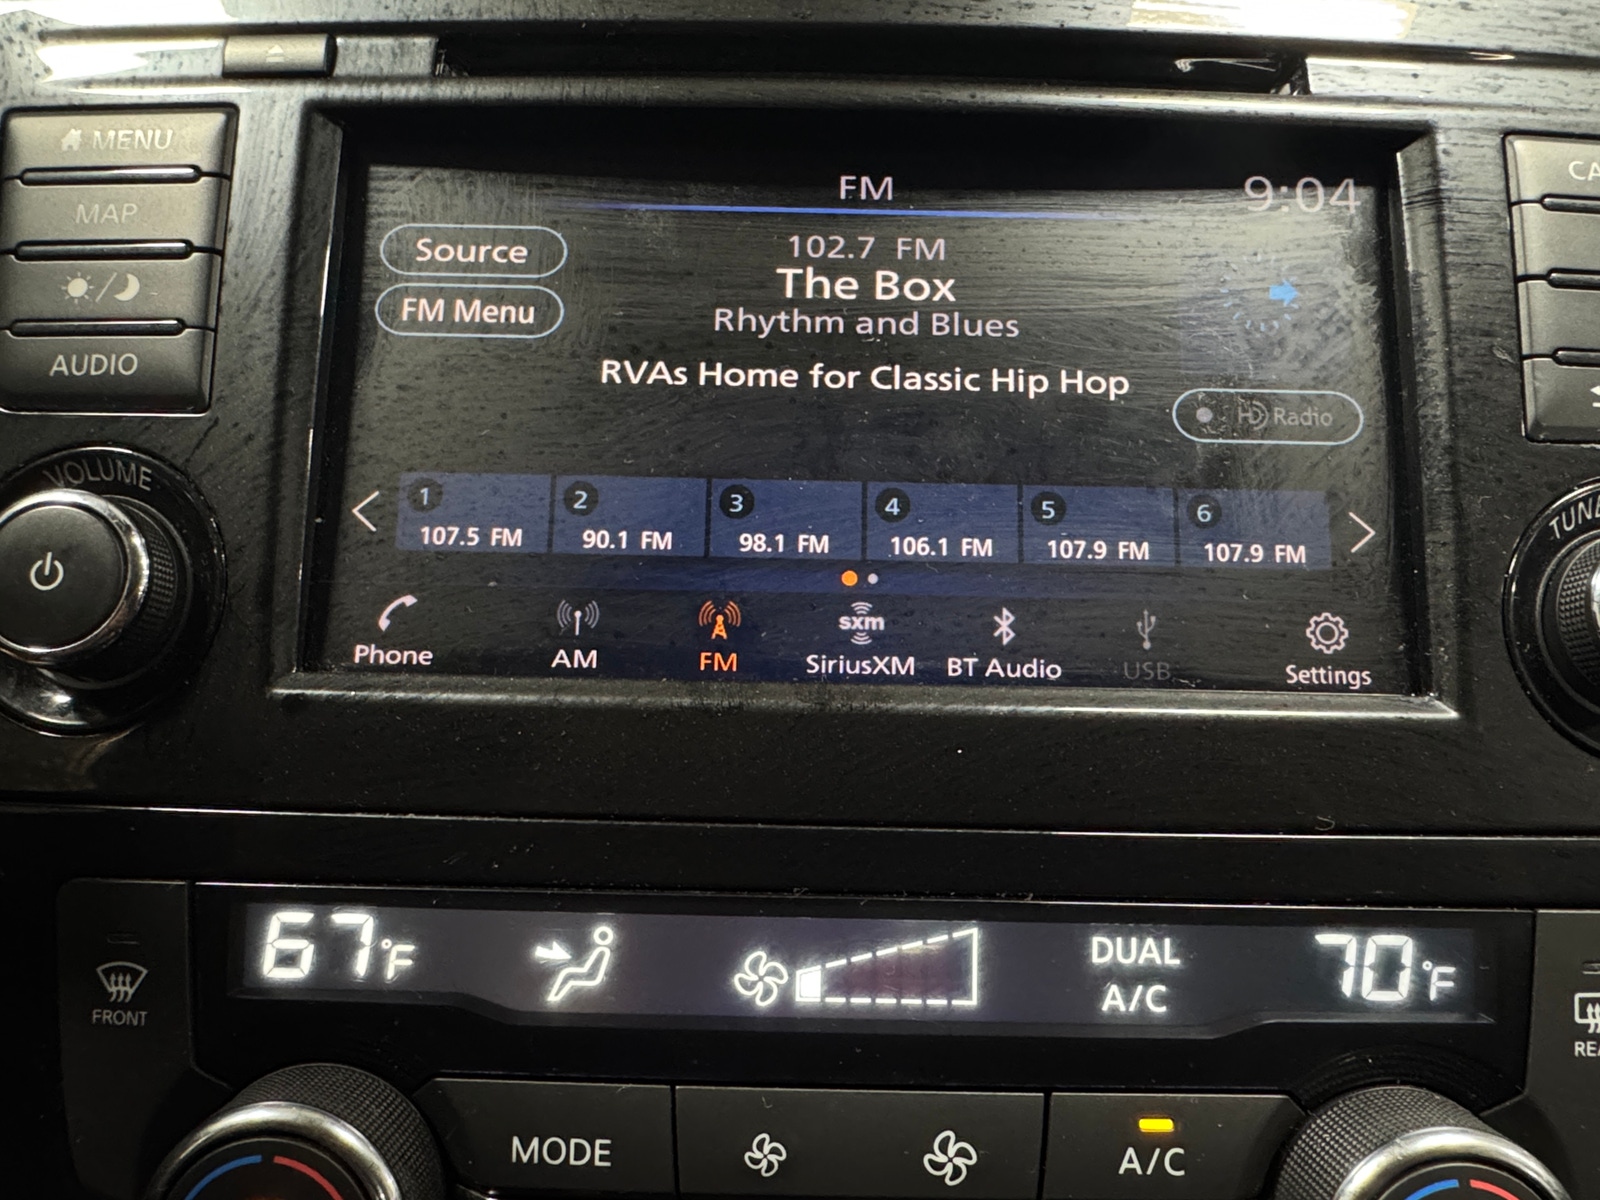 MENU
MAP
AUDIO
VOLUME
FM
9:04
Source
FM Menu
102.7 FM
The Box
Rhythm and Blues
RVAs Home for Classic Hip Hop
HD Radio
1
107.5 FM
2
90.1 FM
3
98.1 FM
4
106.1 FM
5
107.9 FM
6
107.9 FM
Phone
AM
FM
sxm
SiriusXM
BT Audio
USB
Settings
67°F
DUAL
A/C
70°F
FRONT
MODE
A/C